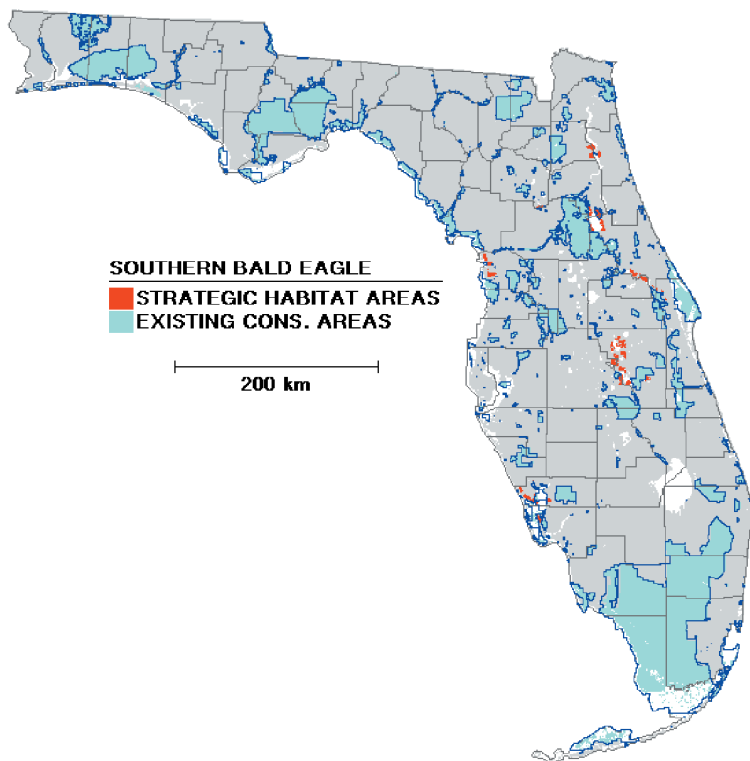 SOUTHERN BALD EAGLE
STRATEGIC HABITAT AREAS
EXISTING CONS. AREAS
200 km